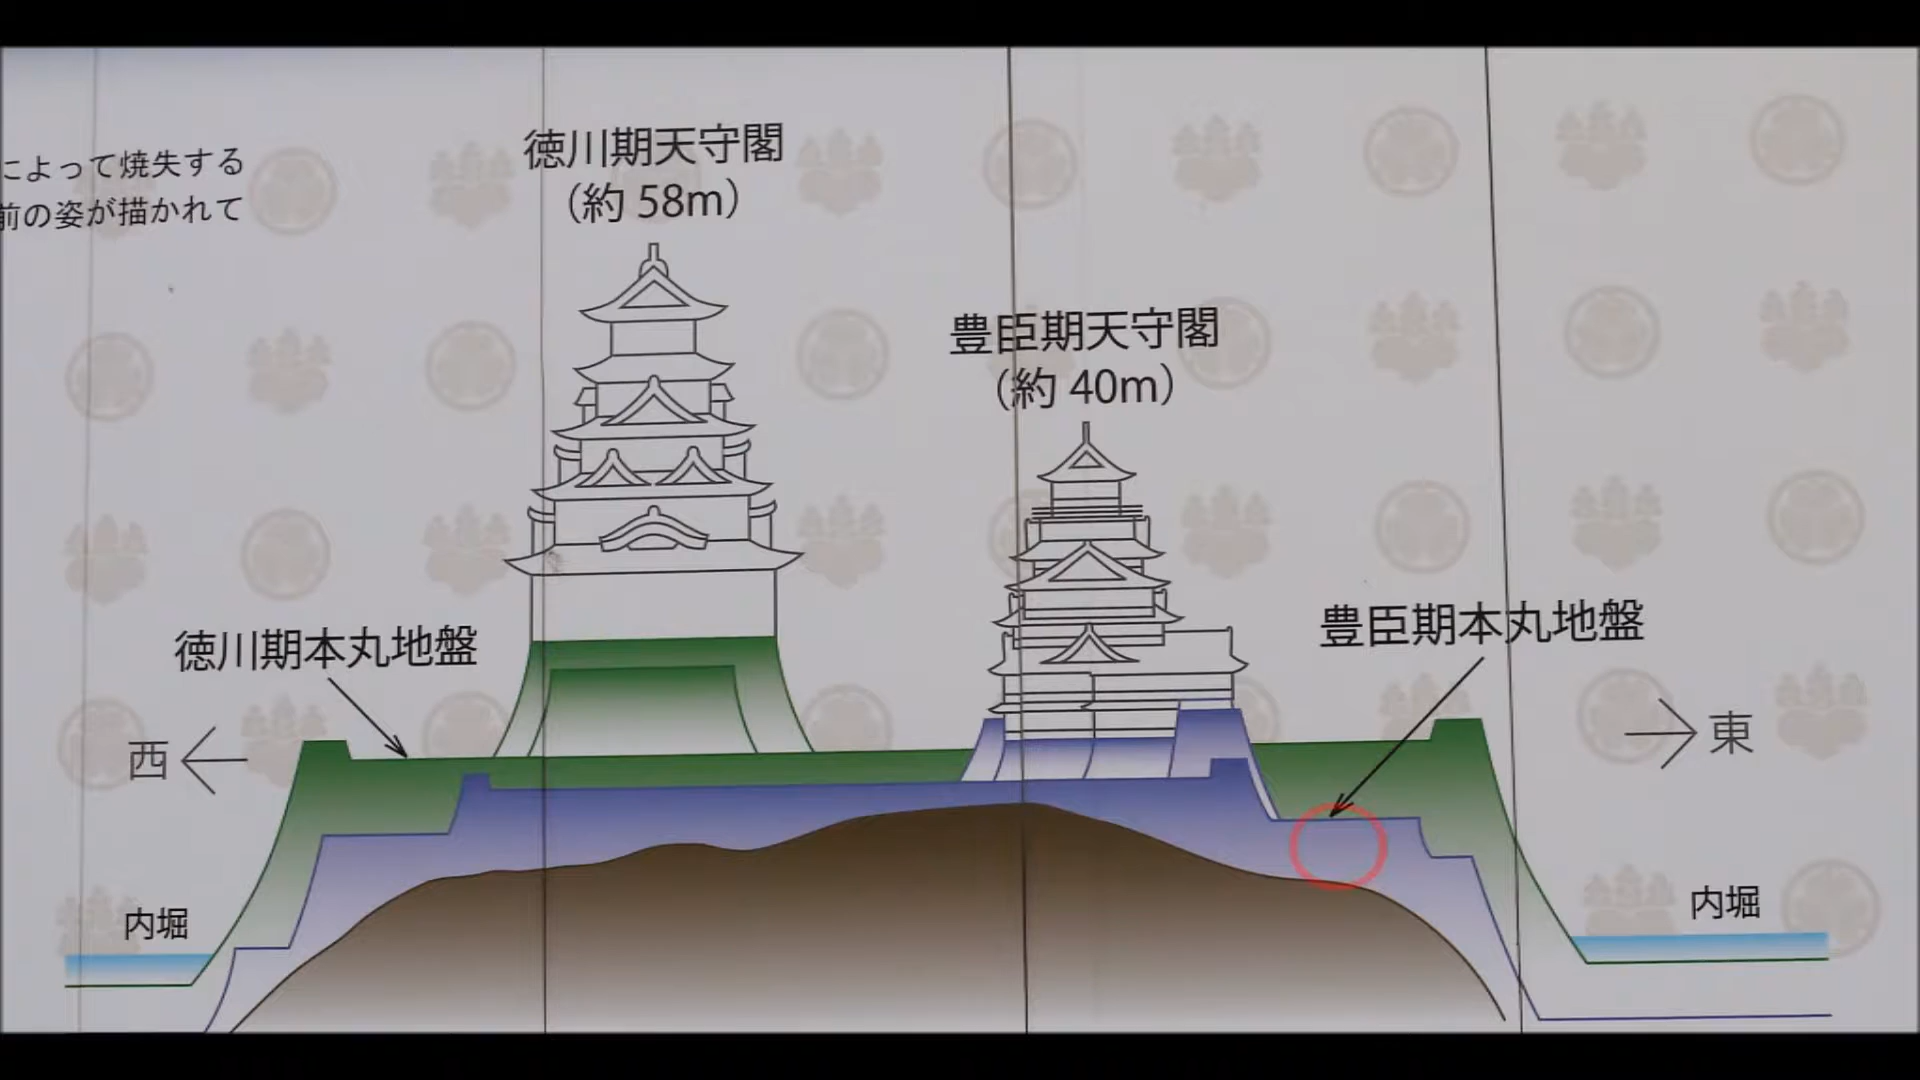 によって焼失する
前の姿が描かれて
徳川期天守閣
（約 58m）
豊臣期天守閣
（約 40m）
徳川期本丸地盤
豊臣期本丸地盤
西
東
内堀
内堀